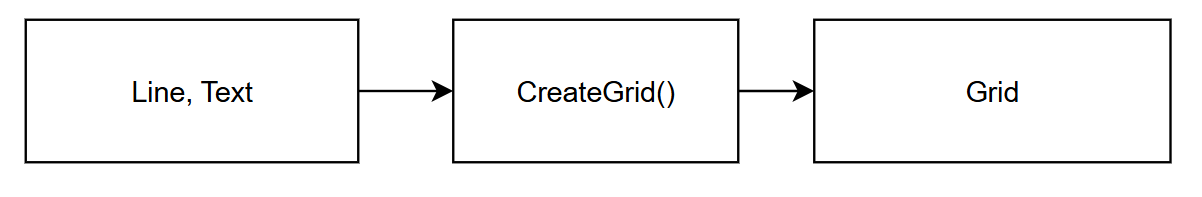 Line, Text
CreateGrid()
Grid